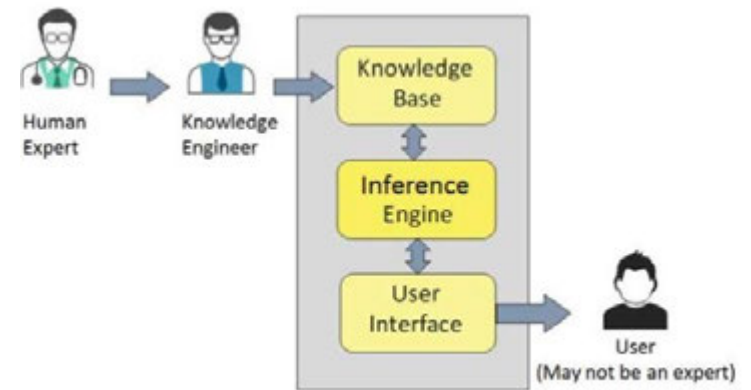 Human
Expert
Knowledge
Engineer
Knowledge
Base
Inference
Engine
User
Interface
User
(May not be an expert)